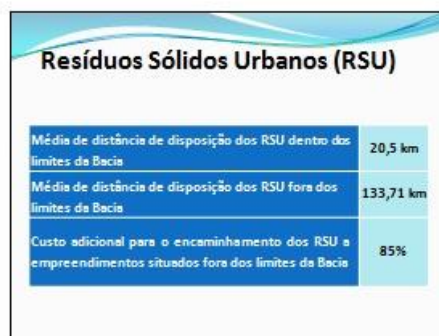 Resíduos Sólidos Urbanos (RSU)
Média de distância de disposição dos RSU dentro dos
limites da Bacia
20,5 km
Média de distância de disposição dos RSU fora dos
limites da Bacia
133,71 km
Custo adicional para o encaminhamento dos RSU a
empreendimentos situados fora dos limites da Bacia
85%